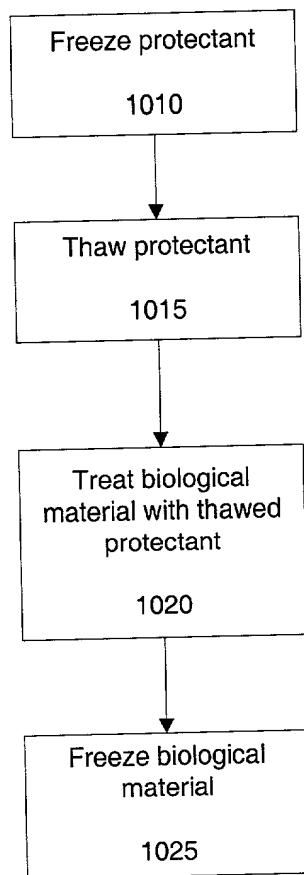 Freeze protectant
1010
Thaw protectant
1015
Treat biological
material with thawed
protectant
1020
Freeze biological
material
1025